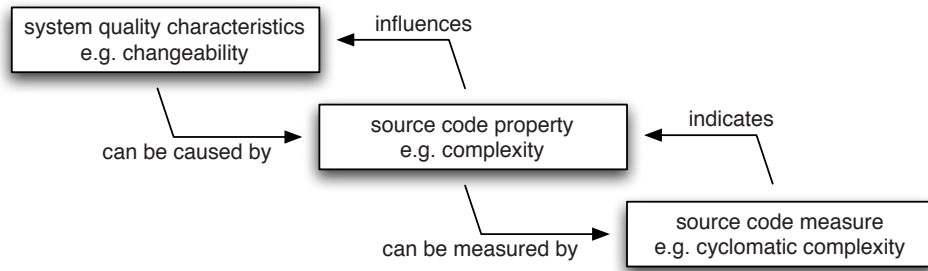 system quality characteristics
e.g. changeability
influences
can be caused by
source code property
e.g. complexity
indicates
can be measured by
source code measure
e.g. cyclomatic complexity